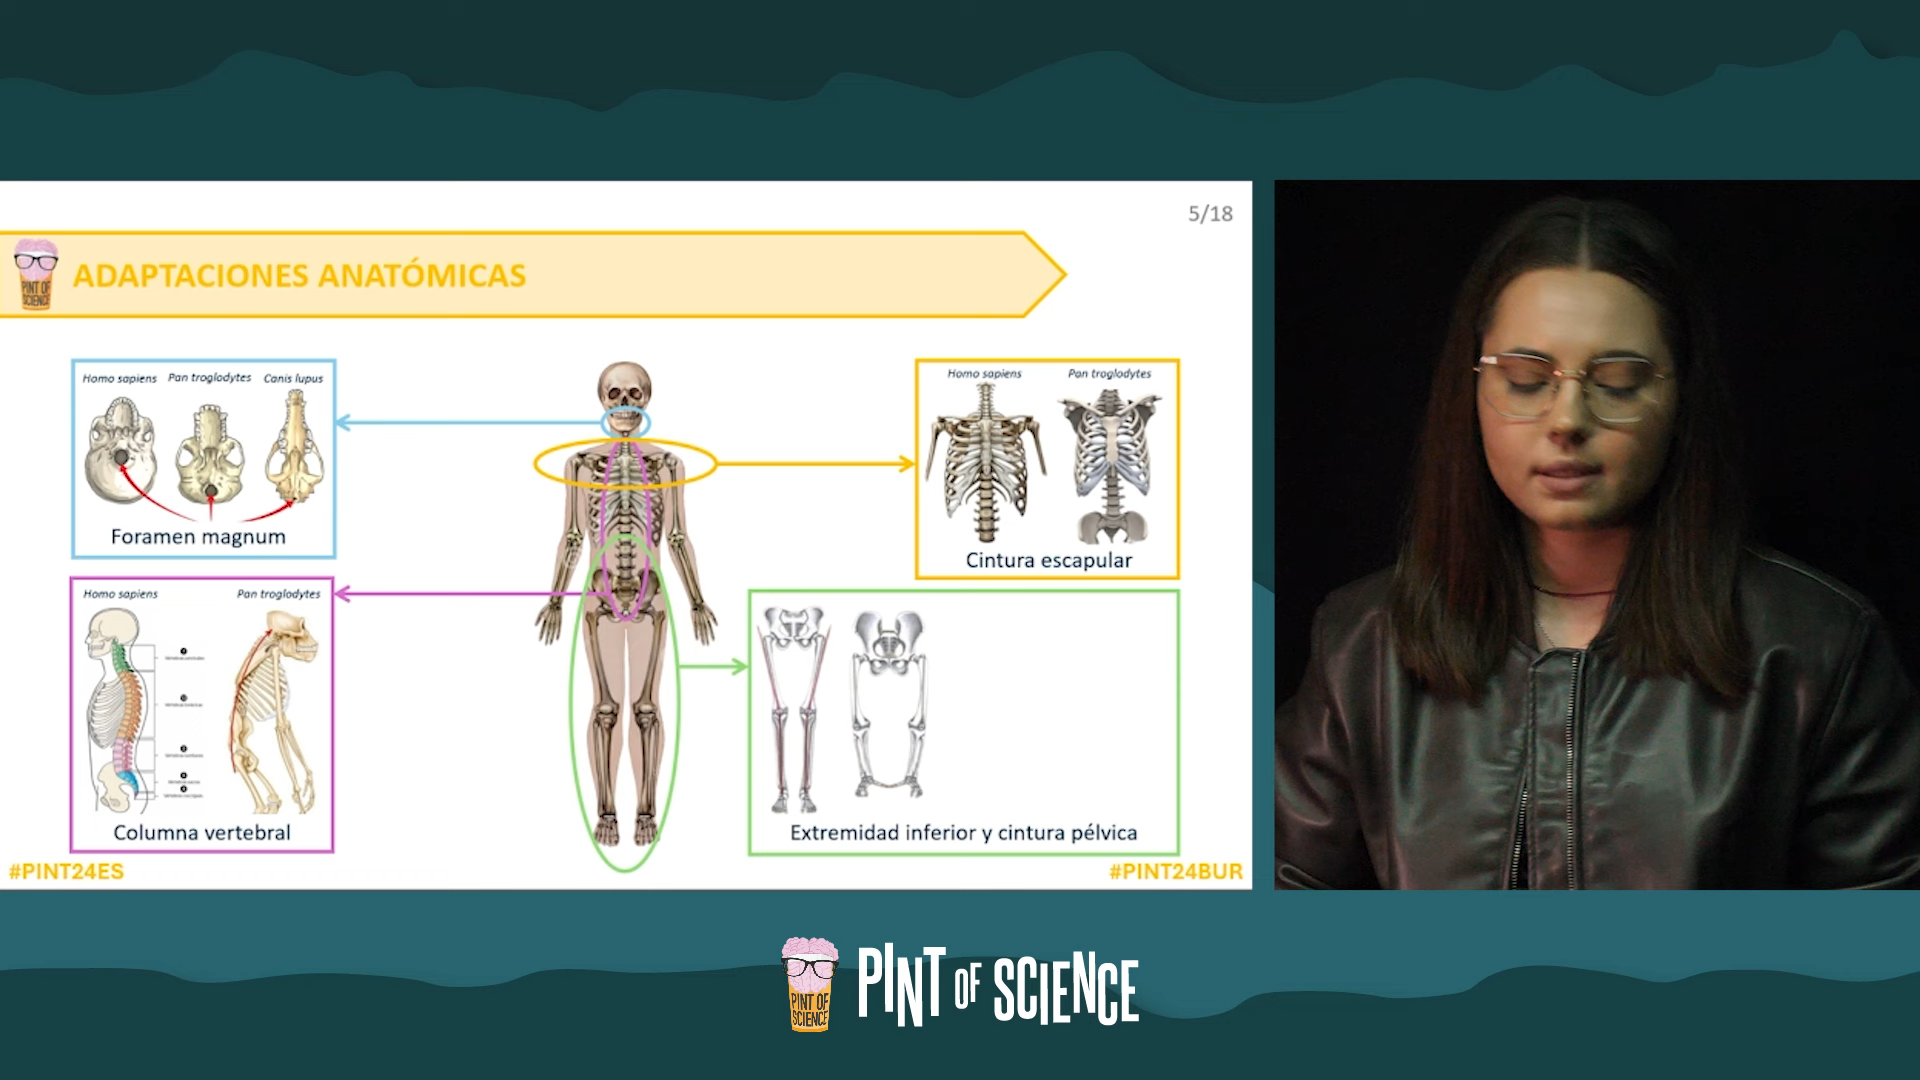 5/18
PINT OF
SCIENCE
ADAPTACIONES ANATÓMICAS
Homo sapiens Pan troglodytes Canis lupus
Foramen magnum
Homo sapiens Pan troglodytes
Cintura escapular
Homo sapiens Pan troglodytes
Columna vertebral
Extremidad inferior y cintura pélvica
#PINT24ES
#PINT24BUR
PINT OF
SCIENCE
PINT OF SCIENCE